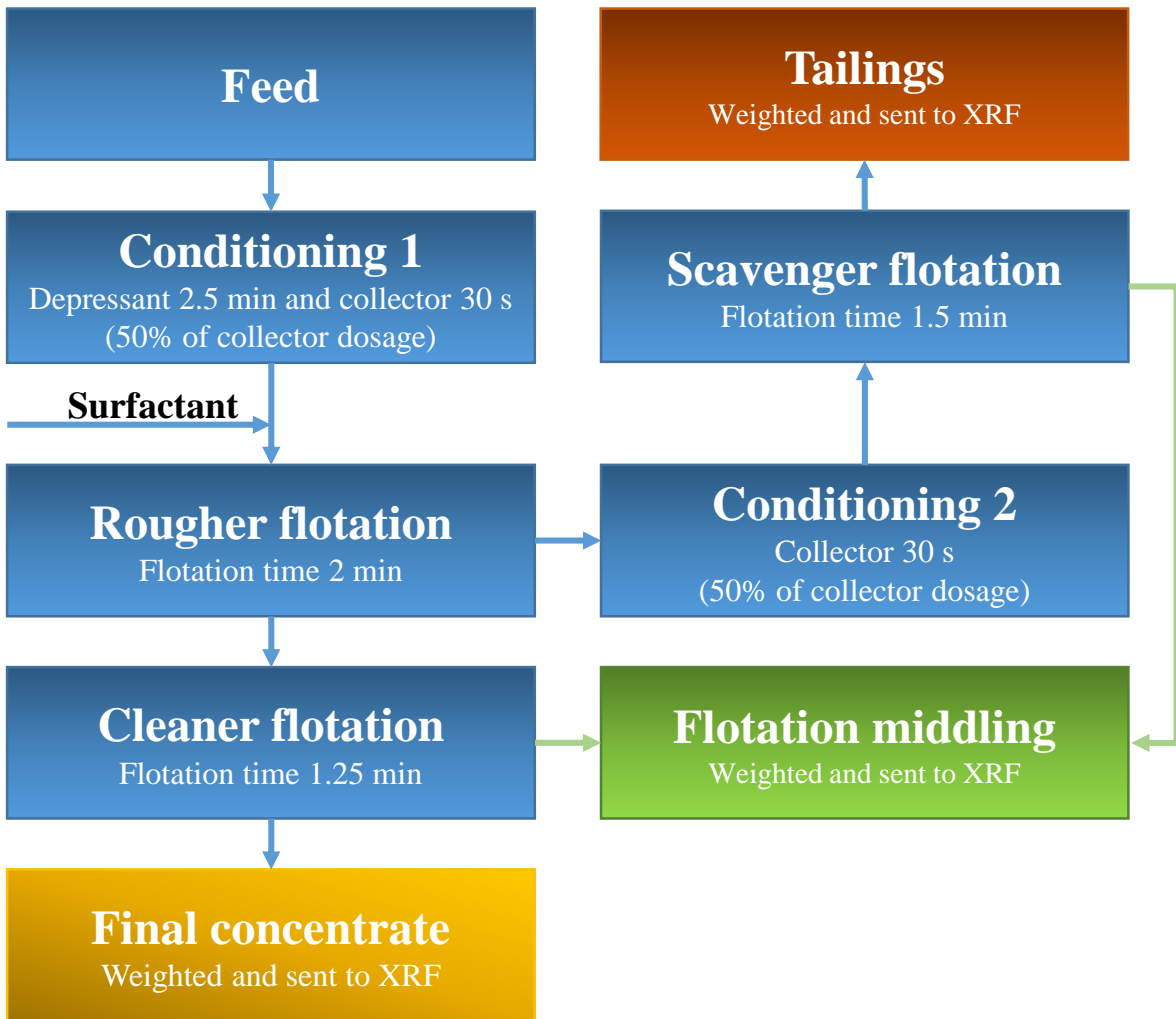 Feed
Conditioning 1
Depressant 2.5 min and collector 30 s
(50% of collector dosage)
Surfactant
Rougher flotation
Flotation time 2 min
Cleaner flotation
Flotation time 1.25 min
Final concentrate
Weighted and sent to XRF
Tailings
Weighted and sent to XRF
Scavenger flotation
Flotation time 1.5 min
Conditioning 2
Collector 30 s
(50% of collector dosage)
Flotation middling
Weighted and sent to XRF